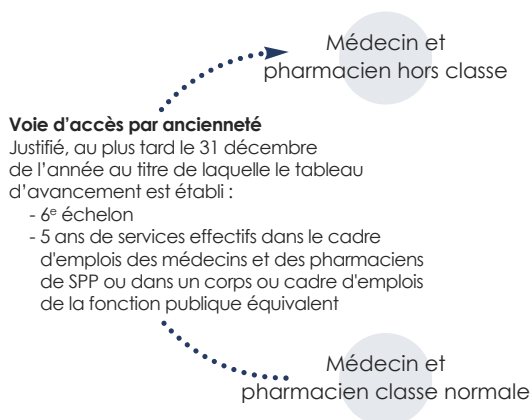 Médecin et
pharmacien hors classe
Voie d'accès par ancienneté
Justifié, au plus tard le 31 décembre
de l'année au titre de laquelle le tableau
d'avancement est établi :
- 6e échelon
- 5 ans de services effectifs dans le cadre
d'emplois des médecins et des pharmaciens
de SPP ou dans un corps ou cadre d'emplois
de la fonction publique équivalent
Médecin et
pharmacien classe normale